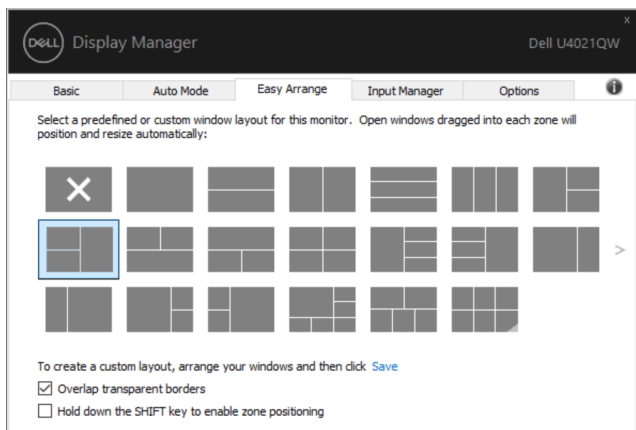 x
DELL Display Manager Dell U4021QW
Basic Auto Mode Easy Arrange Input Manager Options
Select a predefined or custom window layout for this monitor. Open windows dragged into each zone will
position and resize automatically:
To create a custom layout, arrange your windows and then click Save
Overlap transparent borders
Hold down the SHIFT key to enable zone positioning